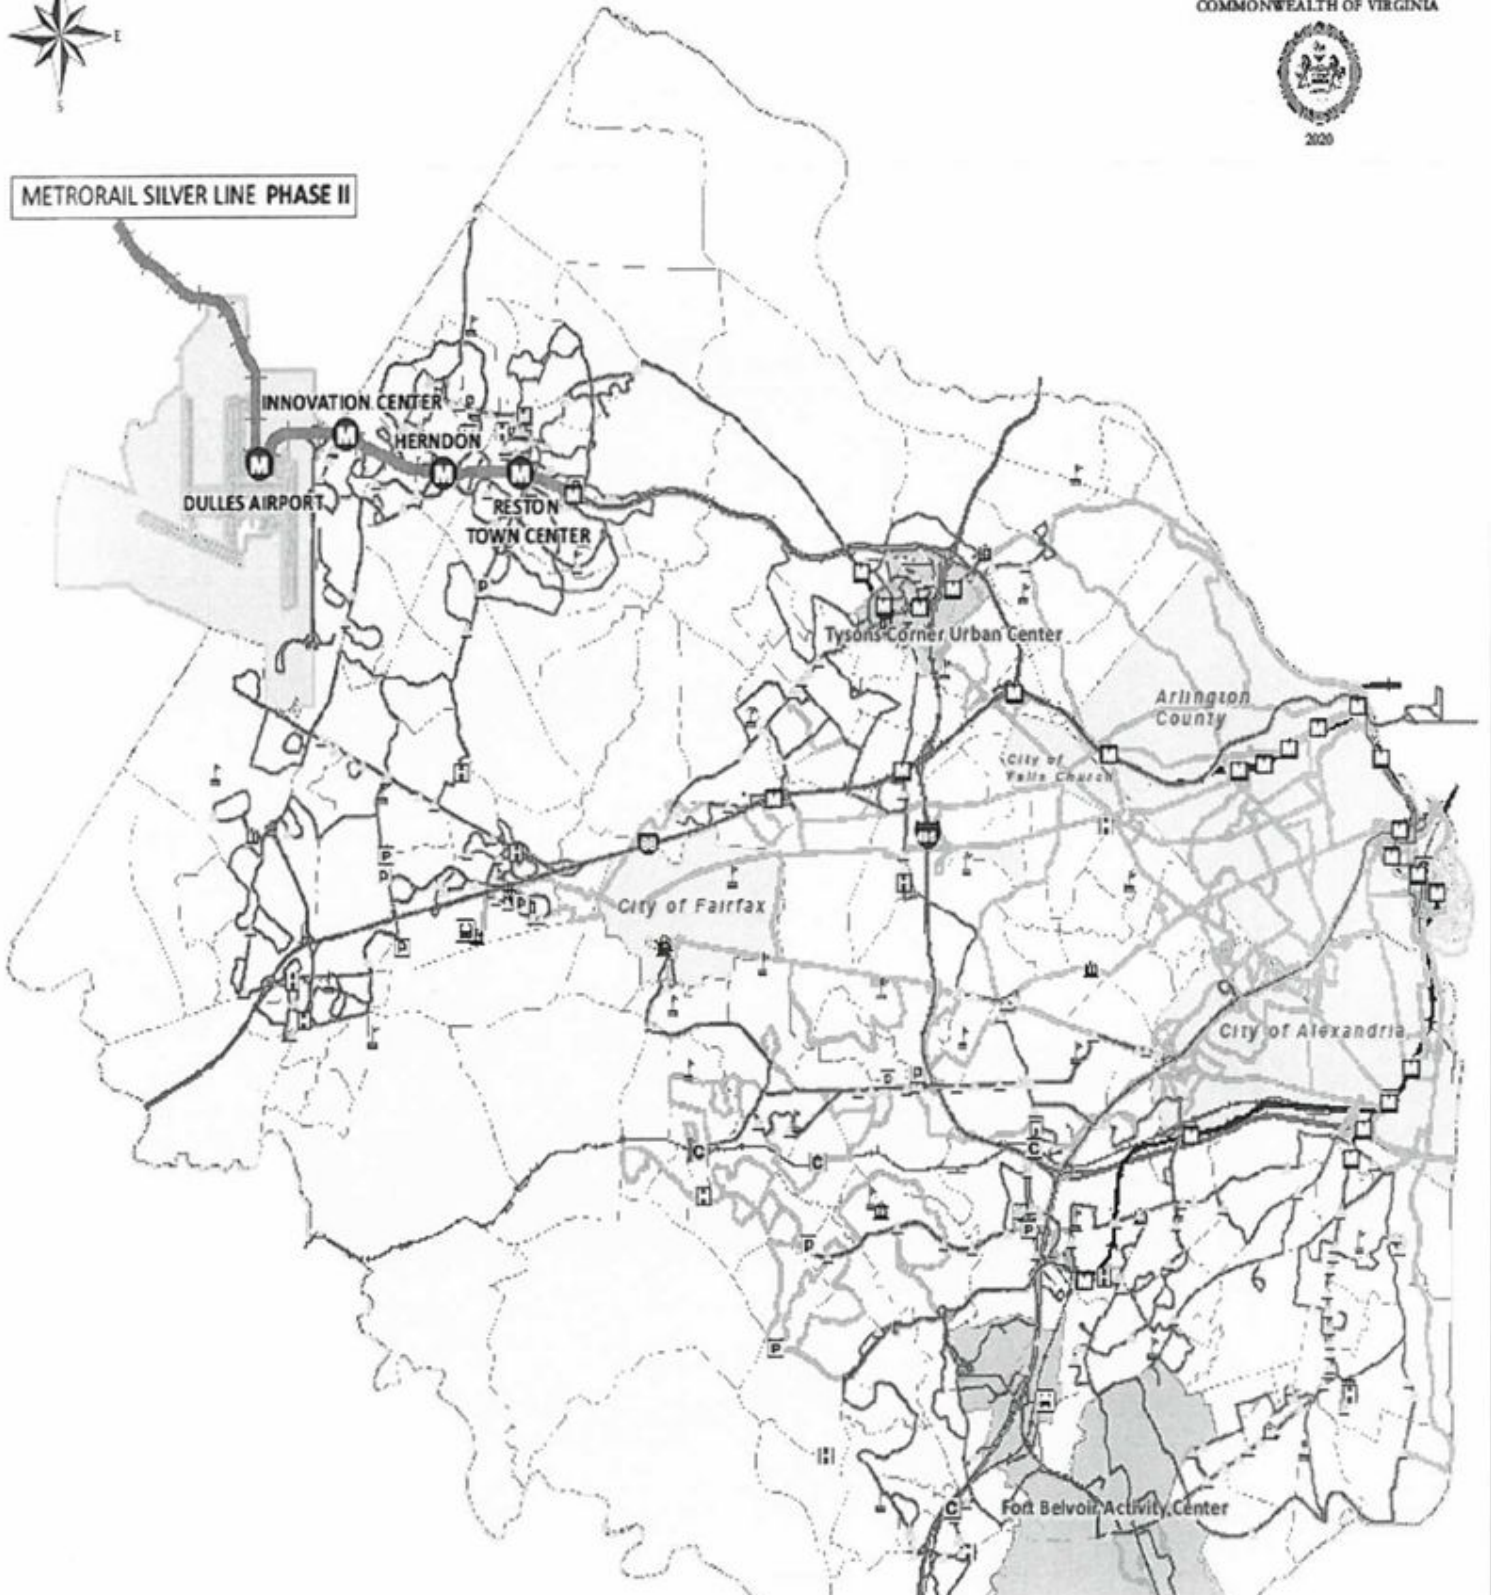 COMMONWEALTH OF VIRGINIA
E
S
2020
METRORAIL SILVER LINE PHASE II
INNOVATION CENTER
M
M
HERNDON
M
M
DULLES AIRPORT
RESTON
TOWN CENTER
P
Tysons Corner Urban Center
Arlington
County
City of
Falls Church
P
P
P
City of Fairfax
City of Alexandria
P
C
C
C
P
P
P
C
Fort Belvoir Activity Center